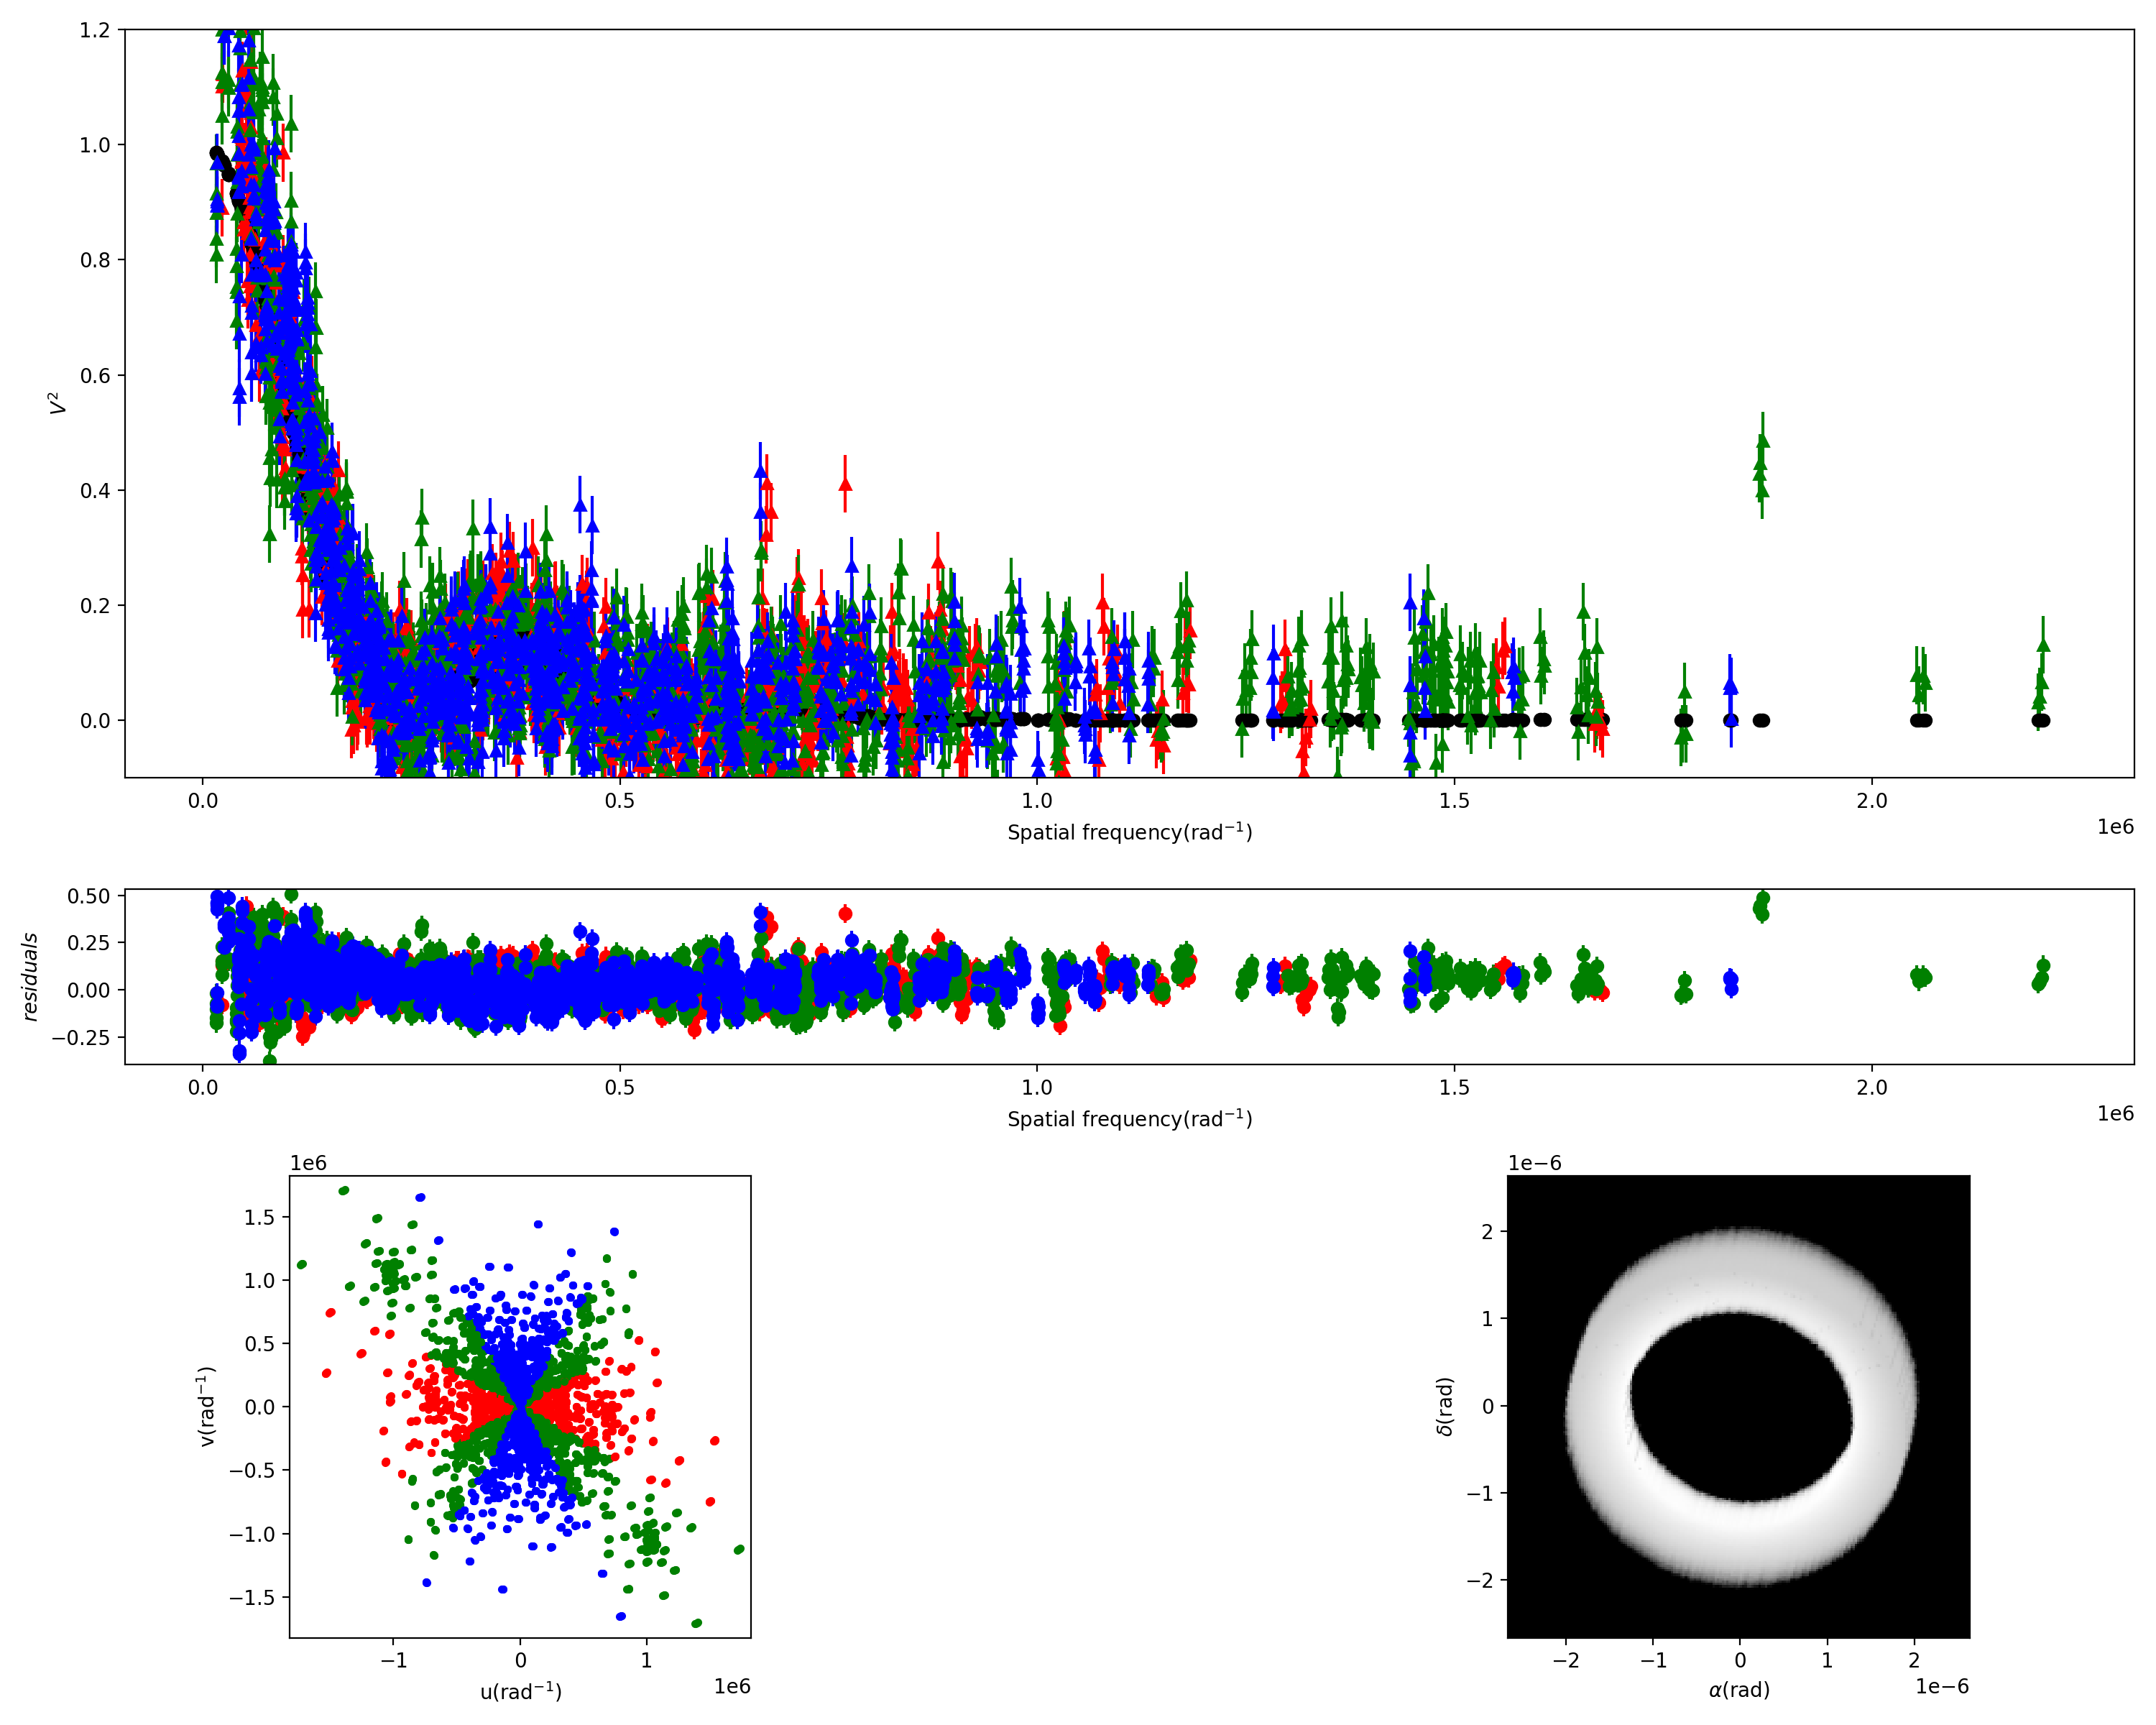 1.2
1.0
0.8
0.6
0.4
0.2
0.0
V²
0.0 0.5 1.0 1.5 2.0
Spatial frequency(rad⁻¹)
1e6
0.50
0.25
0.00
−0.25
residuals
0.0 0.5 1.0 1.5 2.0
Spatial frequency(rad⁻¹)
1e6
1e6
1.5
1.0
0.5
0.0
−0.5
−1.0
−1.5
v(rad⁻¹)
−1 0 1
u(rad⁻¹)
1e6
1e−6
2
1
0
−1
−2
δ(rad)
−2 −1 0 1 2
α(rad)
1e−6